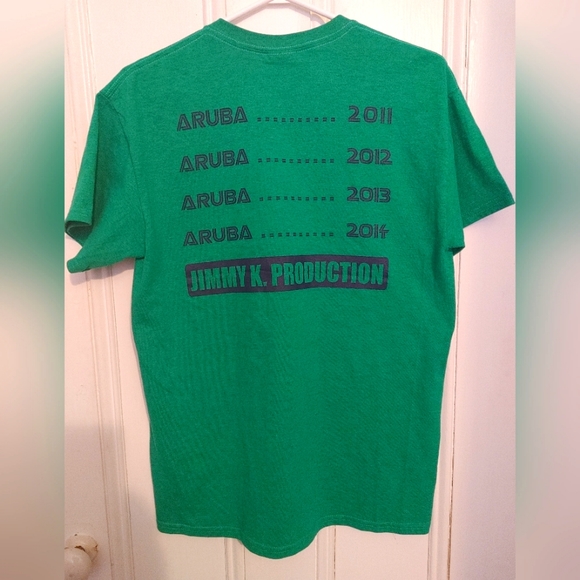 ARUBA .......... 2011
ARUBA .......... 2012
ARUBA .......... 2013
ARUBA .......... 2014
JIMMY K. PRODUCTION